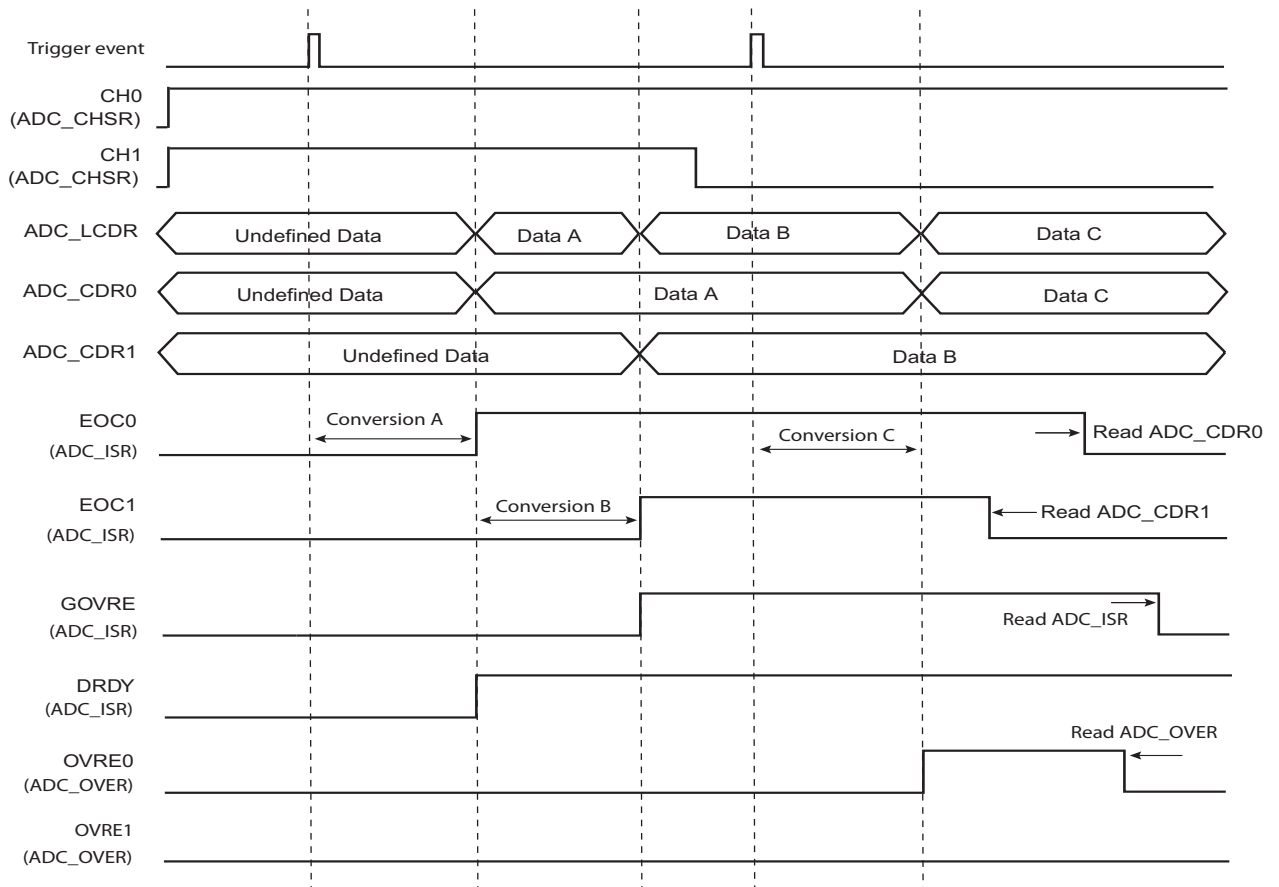 Trigger event
CH0
(ADC_CHSR)
CH1
(ADC_CHSR)
ADC_LCDR
Undefined Data
Data A
Data B
Data C
ADC_CDR0
Undefined Data
Data A
Data C
ADC_CDR1
Undefined Data
Data B
EOC0
(ADC_ISR)
Conversion A
Conversion C
Read ADC_CDR0
EOC1
(ADC_ISR)
Conversion B
Read ADC_CDR1
GOVRE
(ADC_ISR)
Read ADC_ISR
DRDY
(ADC_ISR)
Read ADC_OVER
OVRE0
(ADC_OVER)
OVRE1
(ADC_OVER)